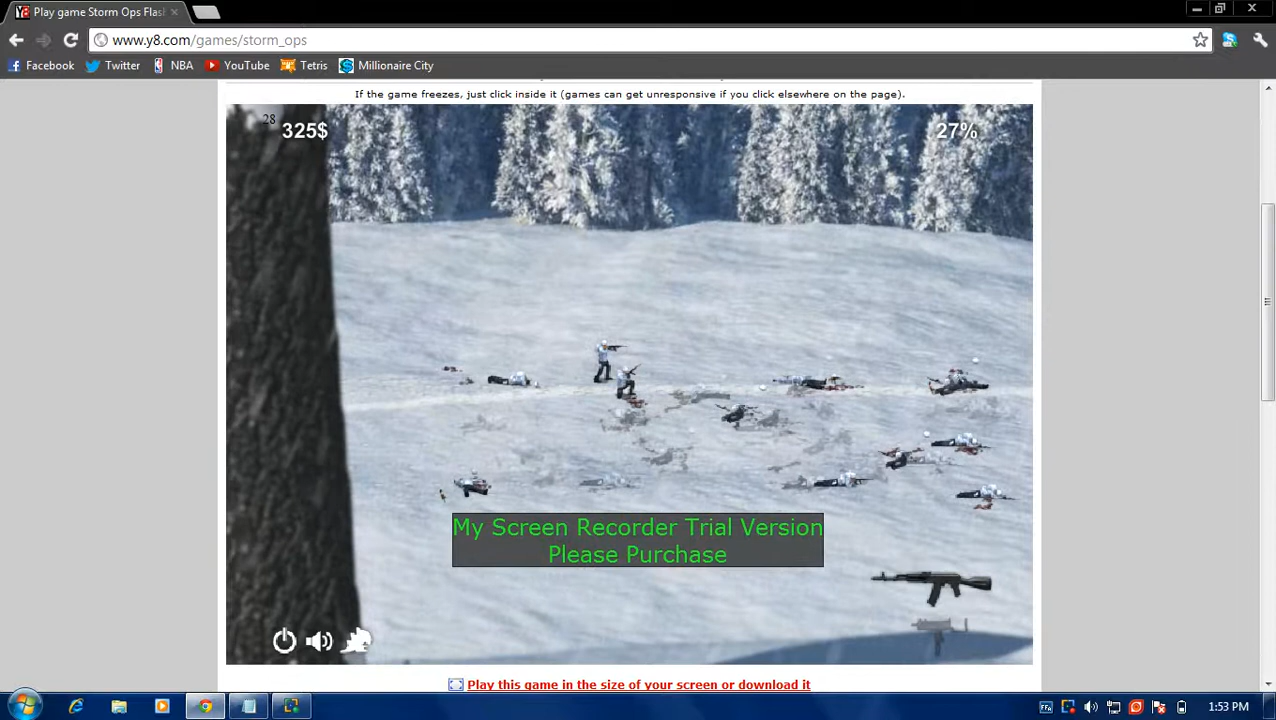 Play game Storm Ops Flas
www.y8.com/games/storm_ops
Facebook Twitter NBA YouTube Tetris Millionaire City
If the game freezes, just click inside it (games can get unresponsive if you click elsewhere on the page).
28
325$
27%
My Screen Recorder Trial Version
Please Purchase
Play this game in the size of your screen or download it
1:53 PM